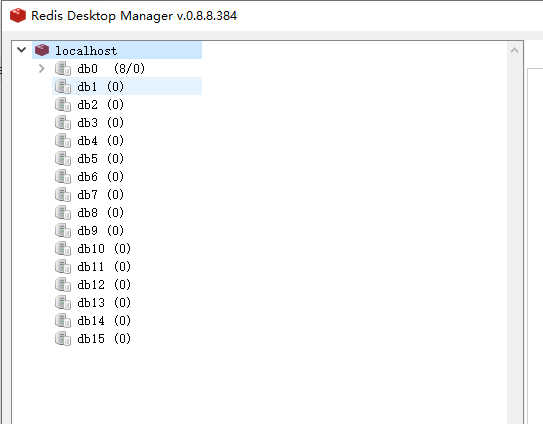 Redis Desktop Manager v.0.8.8.384
localhost
db0 (8/0)
db1 (0)
db2 (0)
db3 (0)
db4 (0)
db5 (0)
db6 (0)
db7 (0)
db8 (0)
db9 (0)
db10 (0)
db11 (0)
db12 (0)
db13 (0)
db14 (0)
db15 (0)